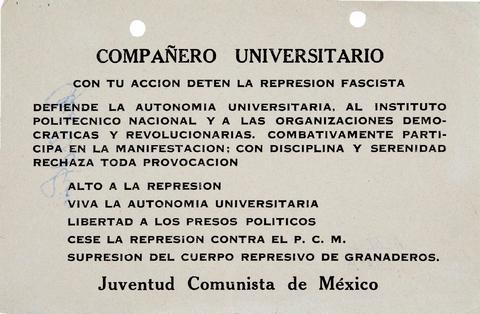 COMPAÑERO UNIVERSITARIO
CON TU ACCION DETEN LA REPRESION FASCISTA
DEFIENDE LA AUTONOMIA UNIVERSITARIA, AL INSTITUTO
POLITECNICO NACIONAL Y A LAS ORGANIZACIONES DEMO-
CRATICAS Y REVOLUCIONARIAS. COMBATIVAMENTE PARTI-
CIPA EN LA MANIFESTACION; CON DISCIPLINA Y SERENIDAD
RECHAZA TODA PROVOCACION
ALTO A LA REPRESION
VIVA LA AUTONOMIA UNIVERSITARIA
LIBERTAD A LOS PRESOS POLITICOS
CESE LA REPRESION CONTRA EL P. C. M.
SUPRESION DEL CUERPO REPRESIVO DE GRANADEROS.
Juventud Comunista de México